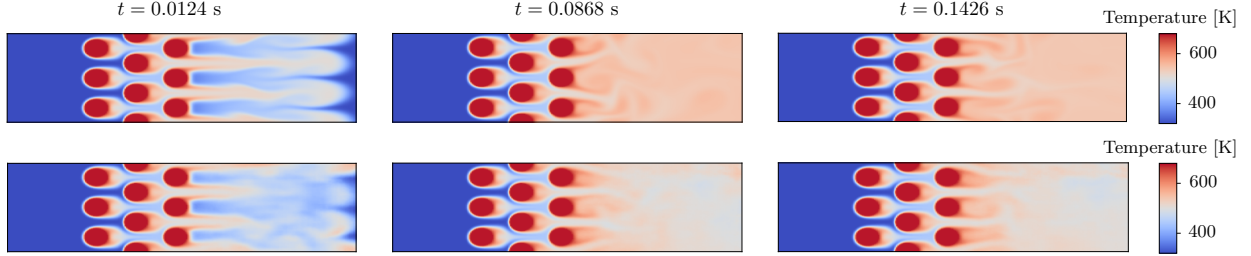 t = 0.0124 s
t = 0.0868 s
t = 0.1426 s
Temperature [K]
600
400
Temperature [K]
600
400